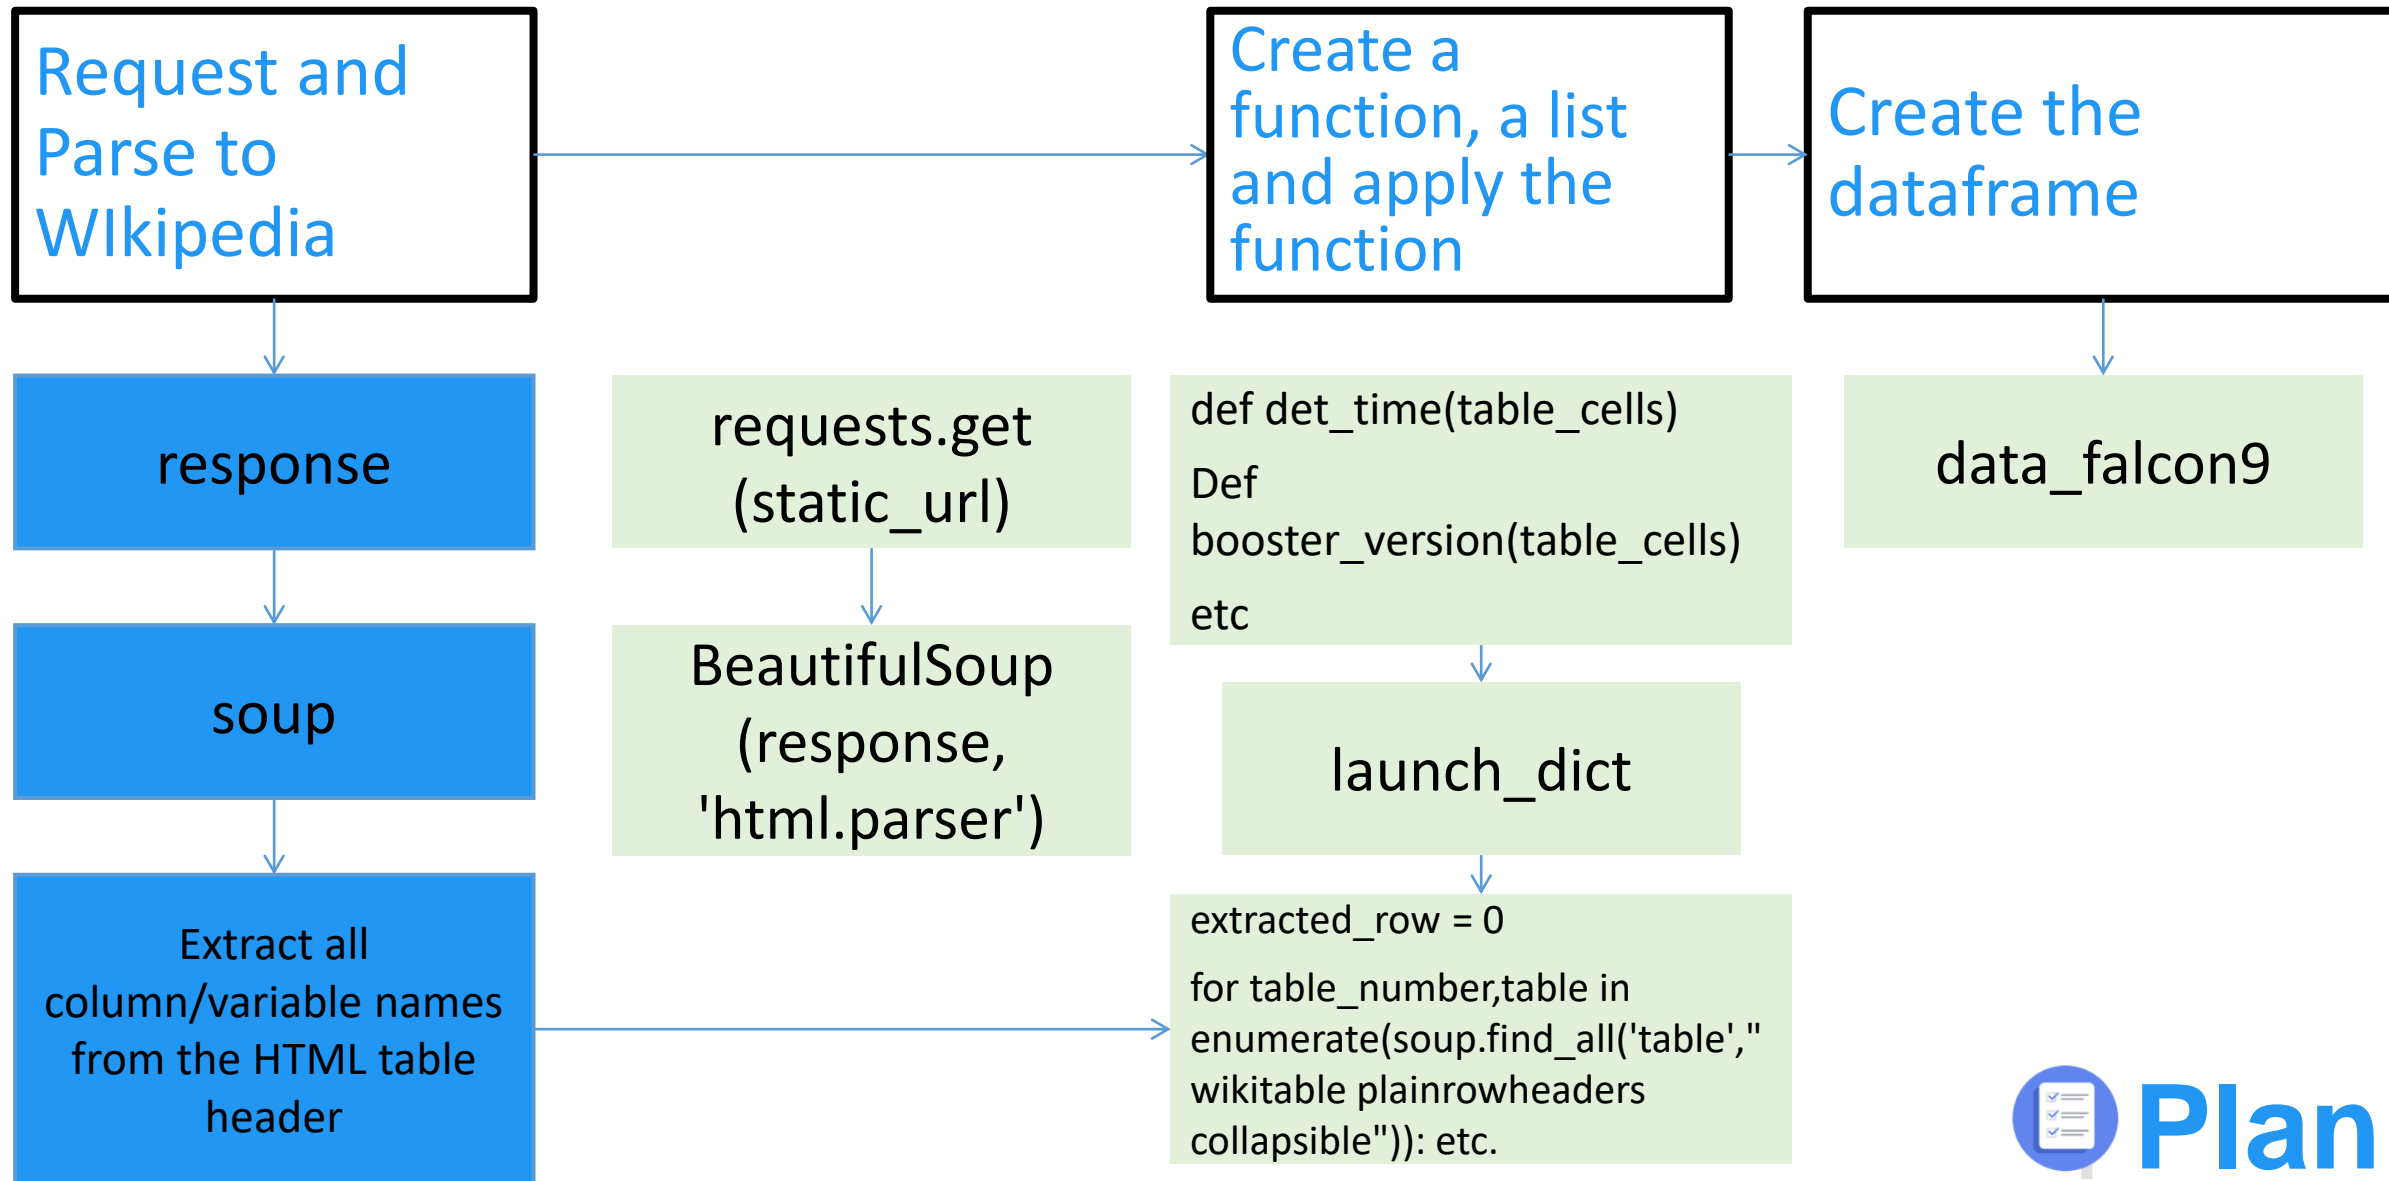 Request and
Parse to
WIkipedia
Create a
function, a list
and apply the
function
Create the
dataframe
response
requests.get
(static_url)
def det_time(table_cells)
Def
booster_version(table_cells)
etc
data_falcon9
soup
BeautifulSoup
(response,
'html.parser')
launch_dict
Extract all
column/variable names
from the HTML table
header
extracted_row = 0
for table_number,table in
enumerate(soup.find_all('table',"
wikitable plainrowheaders
collapsible")): etc.
Plan